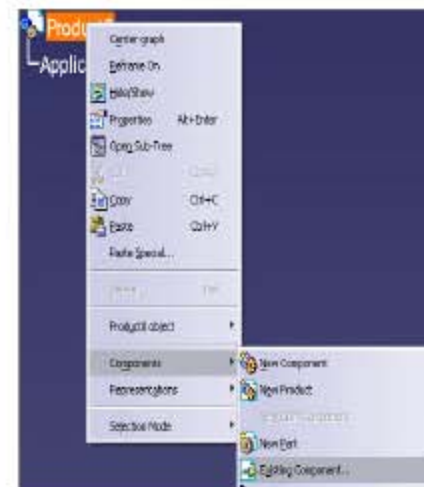 Product
Applic
Center graph
Reframe On
Hide/Show
Properties Alt+Enter
Open Sub-Tree
Copy Ctrl+C
Paste Ctrl+V
Paste Special...
object
Components
New Component
New Product
Representations
New Part
Selection Mode
Existing Component...